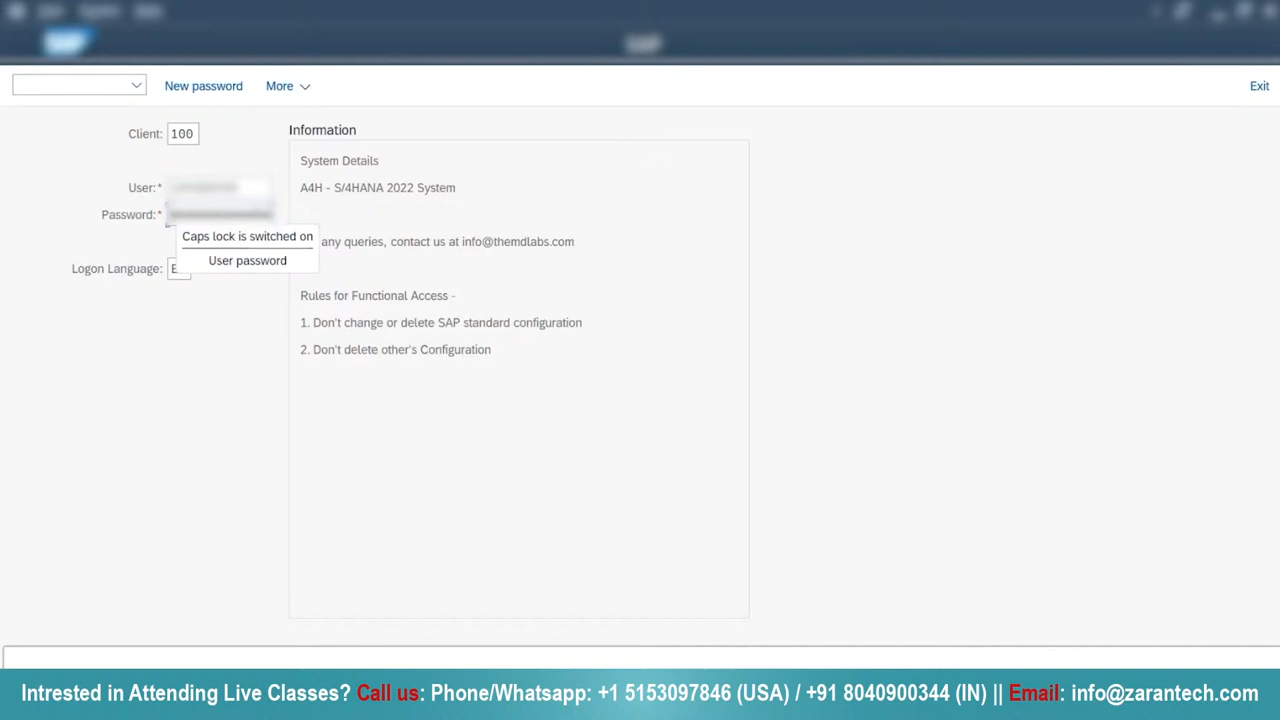 SAP
SAP
New password
More
Exit
Client: 100
Information
System Details
User:*
A4H - S/4HANA 2022 System
Password:*
Caps lock is switched on
any queries, contact us at info@themdlabs.com
User password
Logon Language: E
Rules for Functional Access -
1. Don't change or delete SAP standard configuration
2. Don't delete other's Configuration
Intrested in Attending Live Classes? Call us: Phone/Whatsapp: +1 5153097846 (USA) / +91 8040900344 (IN) || Email: info@zarantech.com